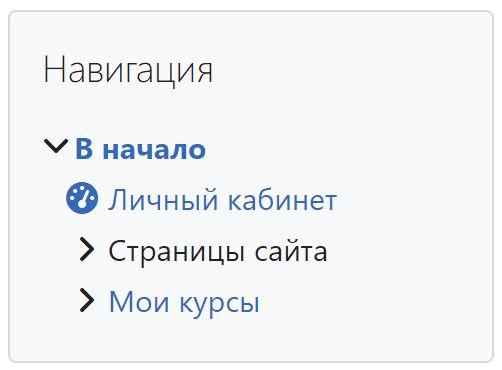 Навигация
В начало
Личный кабинет
Страницы сайта
Мои курсы